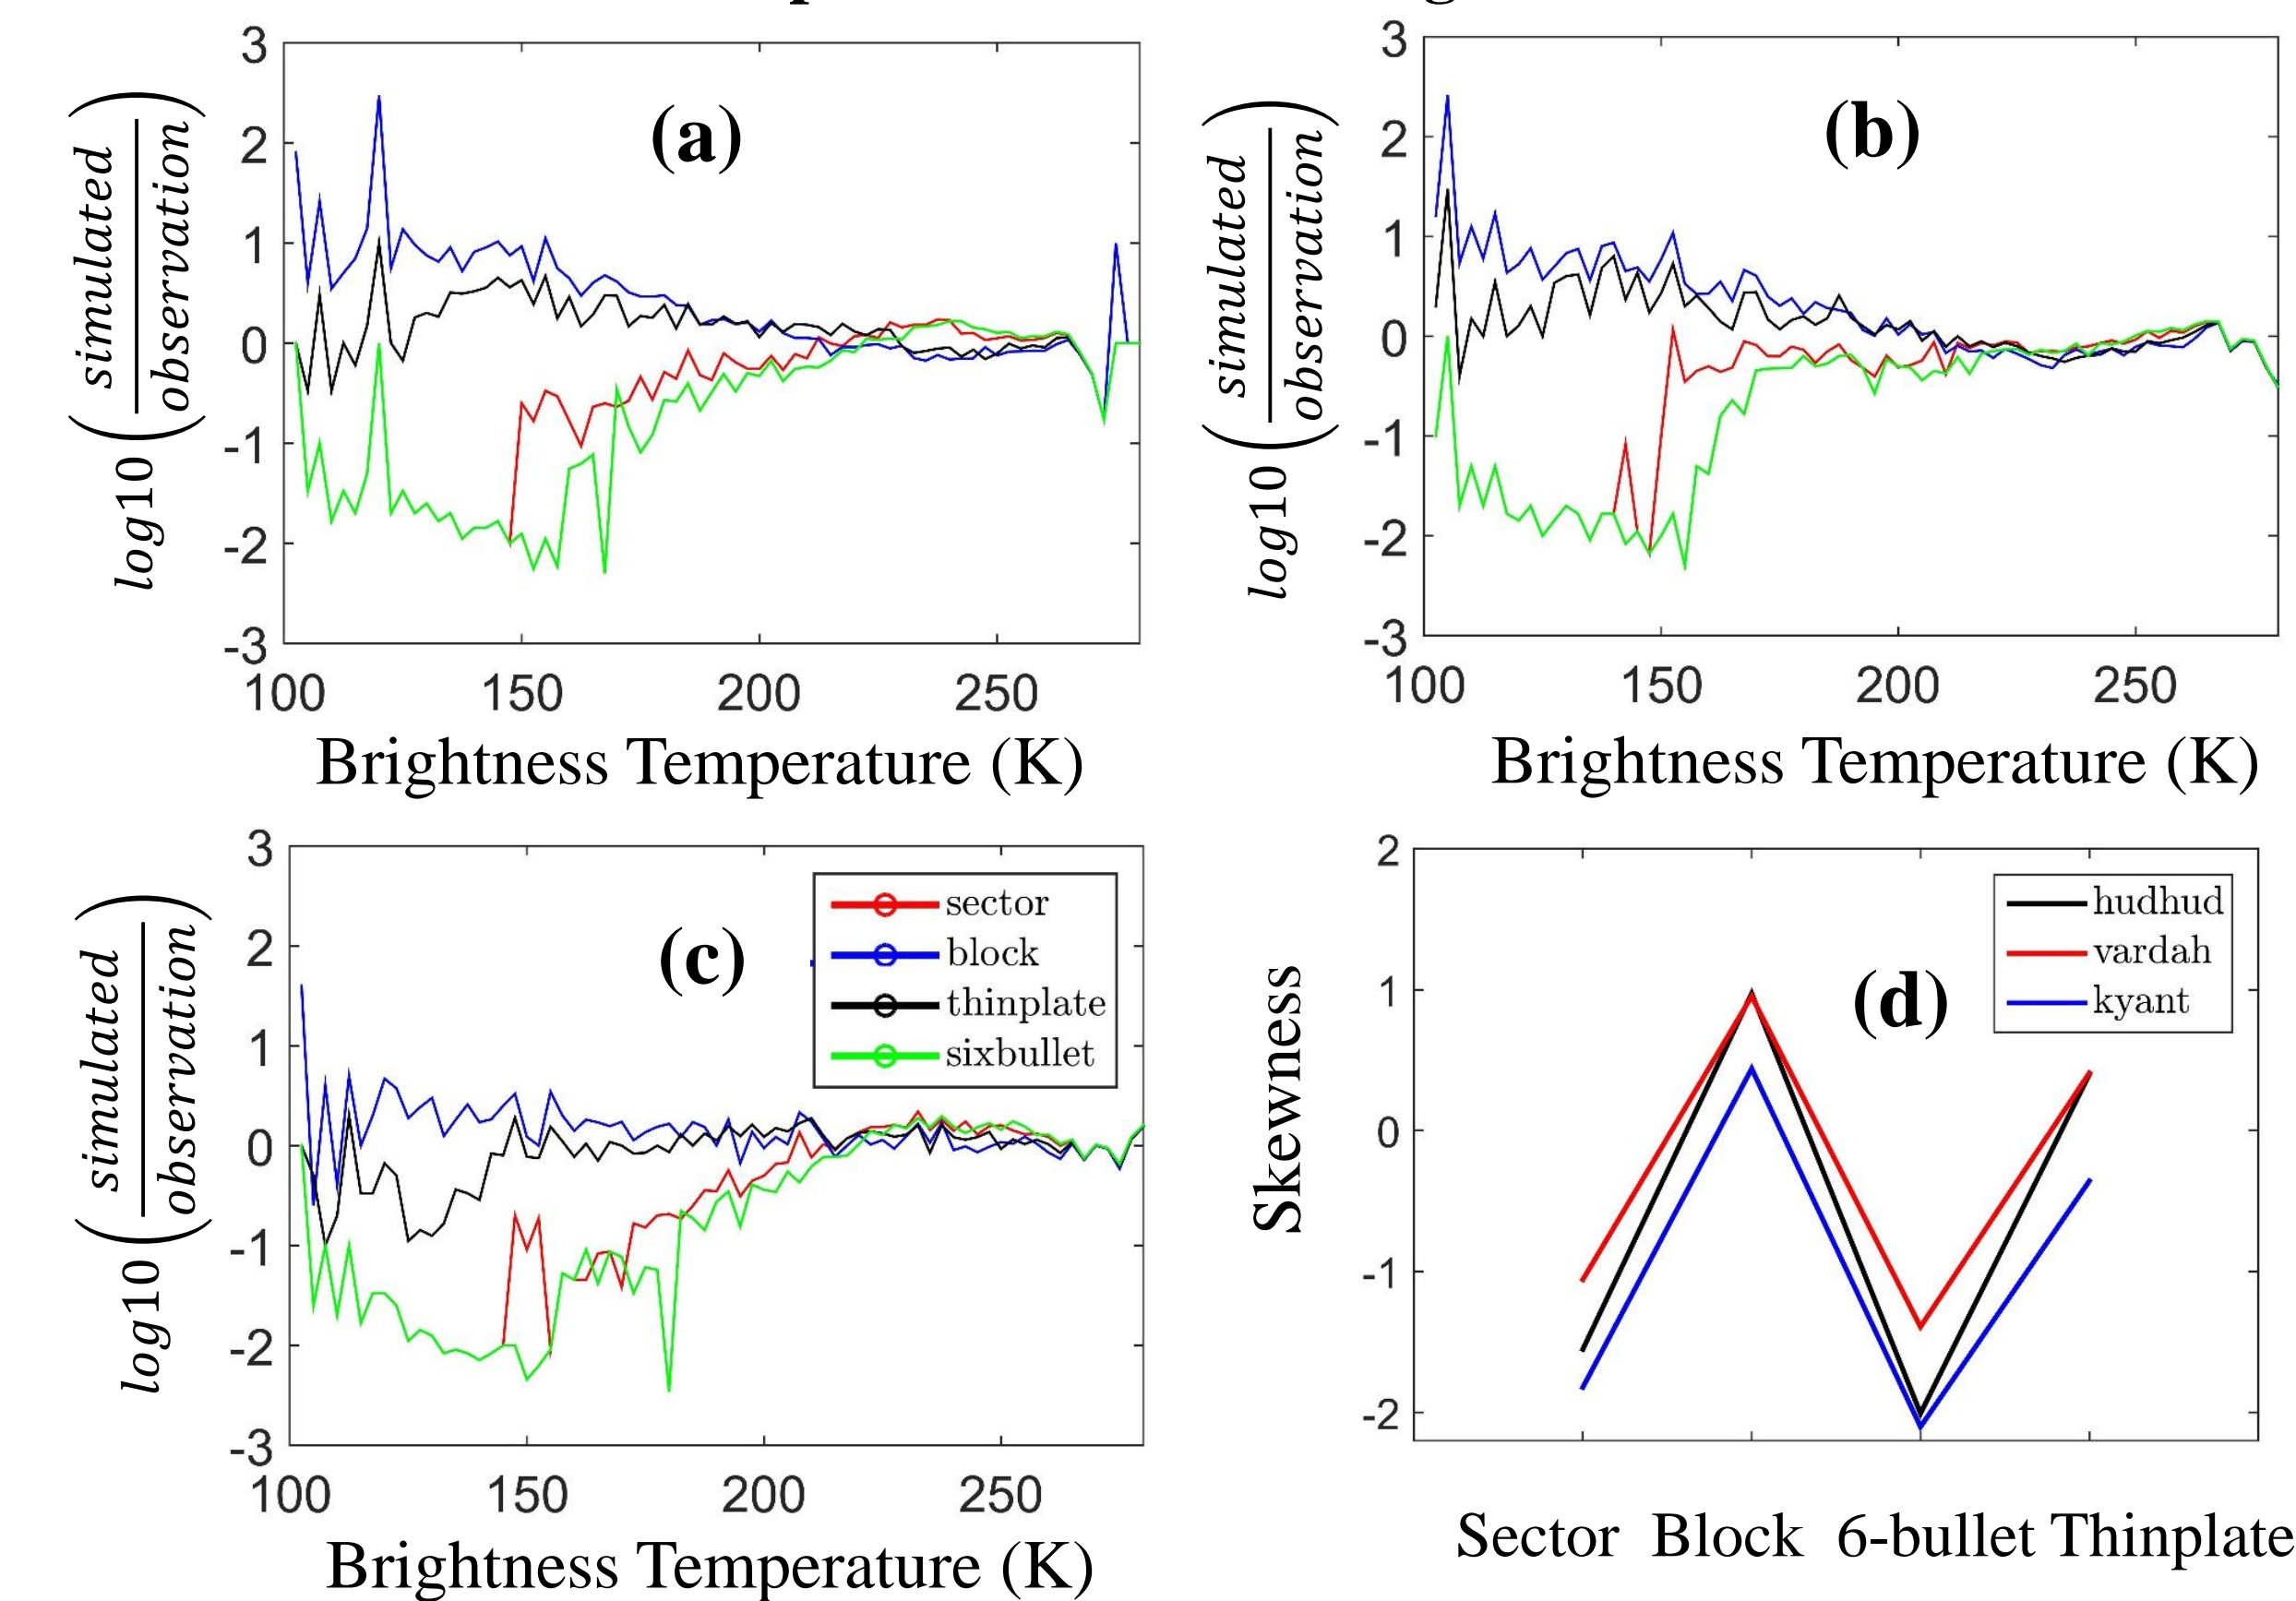 (a)
3
2
1
0
-1
-2
-3
100 150 200 250
log10 (simulated / observation)
Brightness Temperature (K)
(b)
3
2
1
0
-1
-2
-3
100 150 200 250
log10 (simulated / observation)
Brightness Temperature (K)
(c)
3
2
1
0
-1
-2
-3
100 150 200 250
log10 (simulated / observation)
Brightness Temperature (K)
sector
block
thinplate
sixbullet
(d)
2
1
0
-1
-2
Skewness
hudhud
vardah
kyant
Sector Block 6-bullet Thinplate